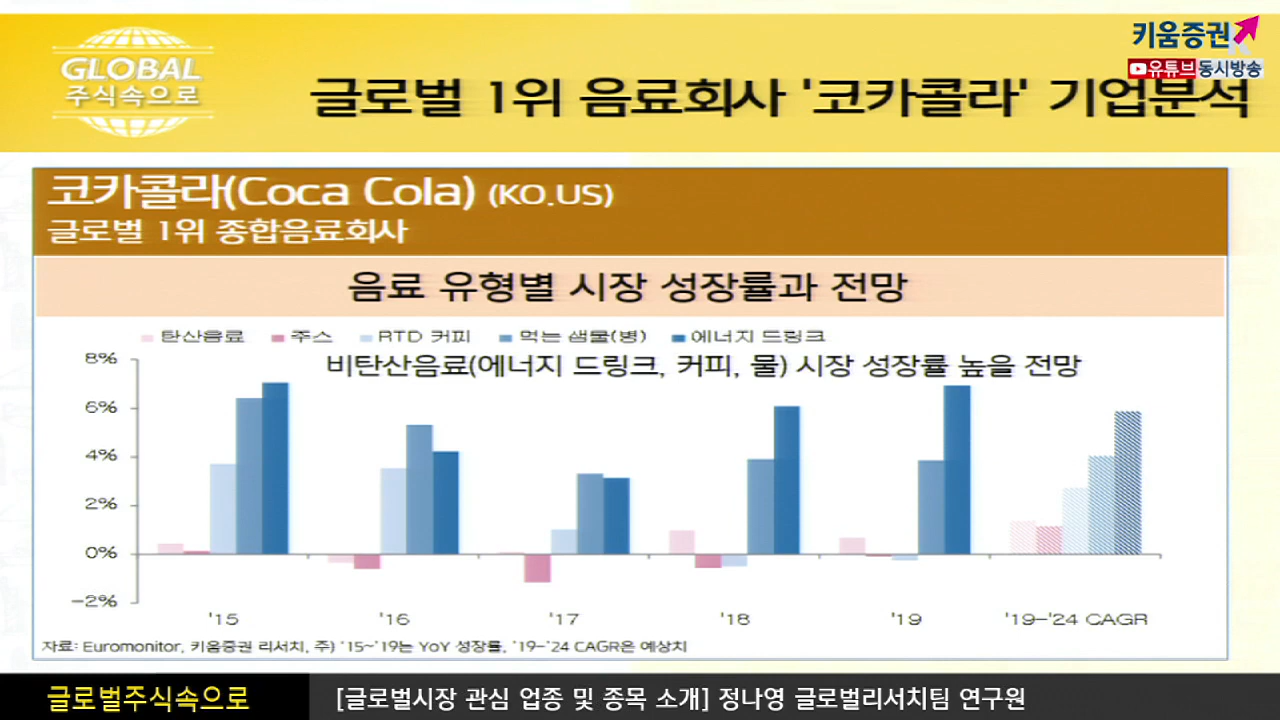 키움증권
유튜브 동시방송
GLOBAL
주식속으로
글로벌 1위 음료회사 '코카콜라' 기업분석
코카콜라(Coca Cola) (KO.US)
글로벌 1위 종합음료회사
음료 유형별 시장 성장률과 전망
탄산음료 주스 RTD 커피 먹는 샘물(병) 에너지 드링크
비탄산음료(에너지 드링크, 커피, 물) 시장 성장률 높을 전망
8%
6%
4%
2%
0%
-2%
'15 '16 '17 '18 '19 '19-'24 CAGR
자료: Euromonitor, 키움증권 리서치, 주) '15~'19는 YoY 성장률, '19-'24 CAGR은 예상치
글로벌주식속으로
[글로벌시장 관심 업종 및 종목 소개] 정나영 글로벌리서치팀 연구원